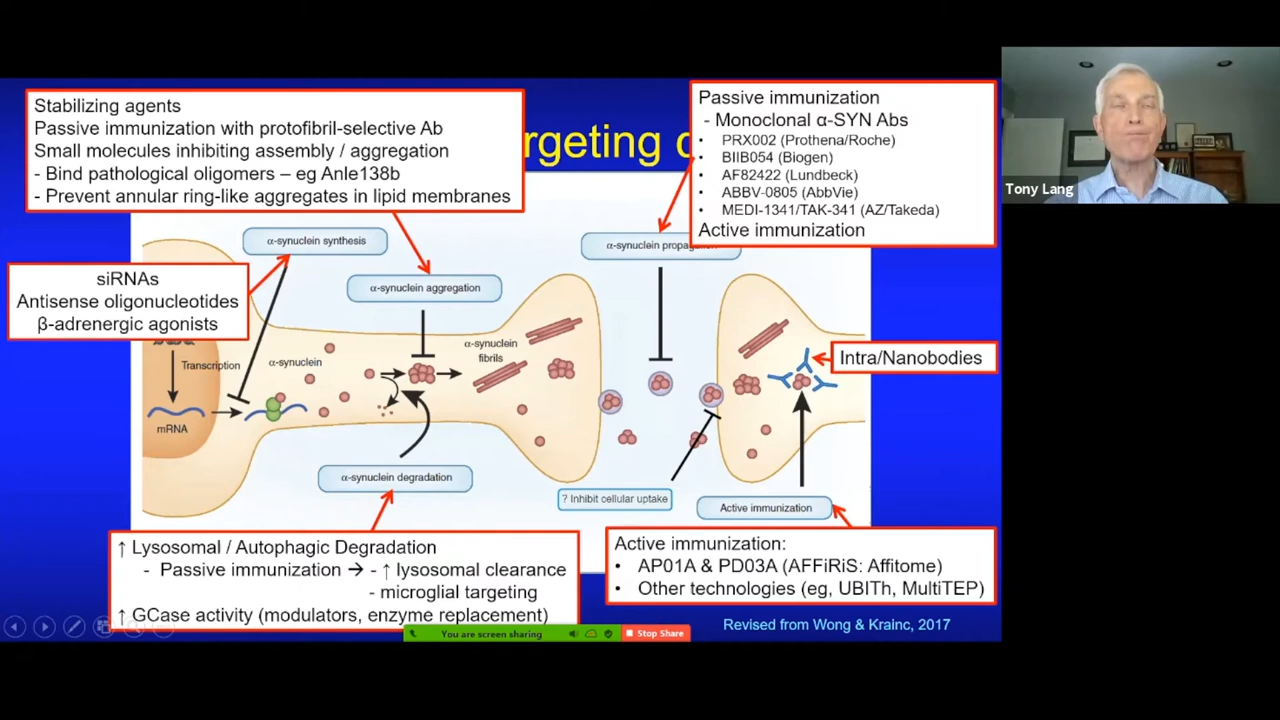 Stabilizing agents
Passive immunization with protofibril-selective Ab
Small molecules inhibiting assembly / aggregation
- Bind pathological oligomers – eg Anle138b
- Prevent annular ring-like aggregates in lipid membranes
rgeting
Passive immunization
- Monoclonal α-SYN Abs
• PRX002 (Prothena/Roche)
• BIIB054 (Biogen)
• AF82422 (Lundbeck)
• ABBV-0805 (AbbVie)
• MEDI-1341/TAK-341 (AZ/Takeda)
Active immunization
Tony Lang
α-synuclein synthesis
α-synuclein propaga
siRNAs
Antisense oligonucleotides
β-adrenergic agonists
α-synuclein aggregation
Transcription
α-synuclein
α-synuclein
fibrils
Intra/Nanobodies
mRNA
α-synuclein degradation
? Inhibit cellular uptake
Active immunization
↑ Lysosomal / Autophagic Degradation
- Passive immunization → - ↑ lysosomal clearance
- microglial targeting
↑ GCase activity (modulators, enzyme replacement)
Active immunization:
• AP01A & PD03A (AFFiRiS: Affitome)
• Other technologies (eg, UBITh, MultiTEP)
You are screen sharing
Stop Share
Revised from Wong & Krainc, 2017